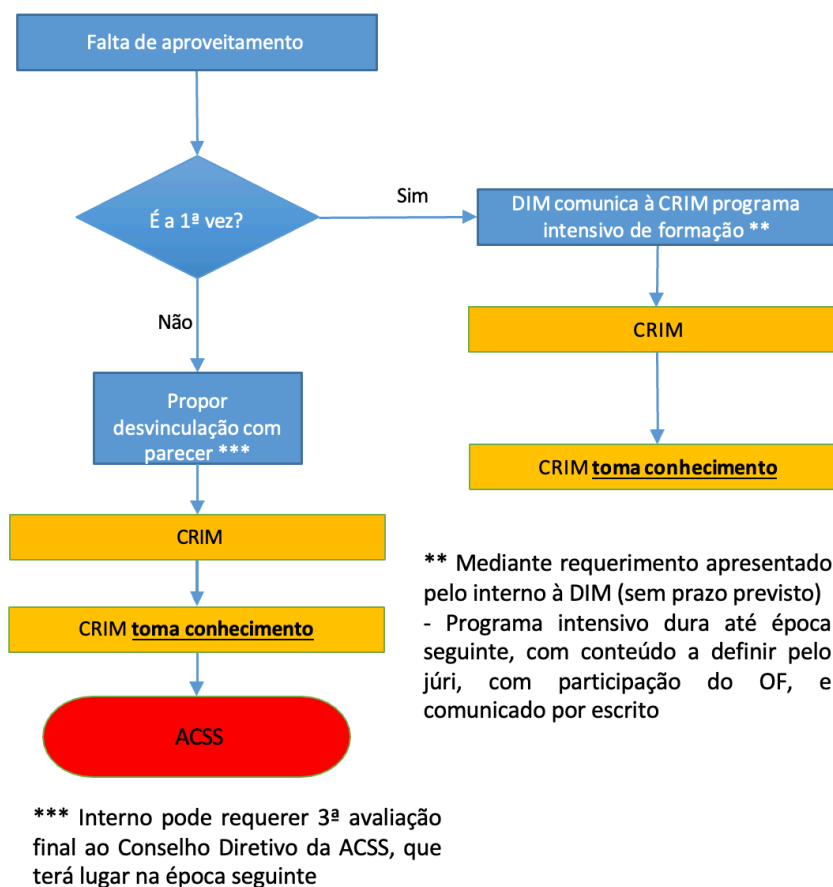 Falta de aproveitamento
É a 1ª vez?
Sim
DIM comunica à CRIM programa
intensivo de formação **
CRIM
CRIM toma conhecimento
Não
Propor
desvinculação com
parecer ***
CRIM
CRIM toma conhecimento
ACSS
** Mediante requerimento apresentado
pelo interno à DIM (sem prazo previsto)
- Programa intensivo dura até época
seguinte, com conteúdo a definir pelo
júri, com participação do OF, e
comunicado por escrito
*** Interno pode requerer 3ª avaliação
final ao Conselho Diretivo da ACSS, que
terá lugar na época seguinte